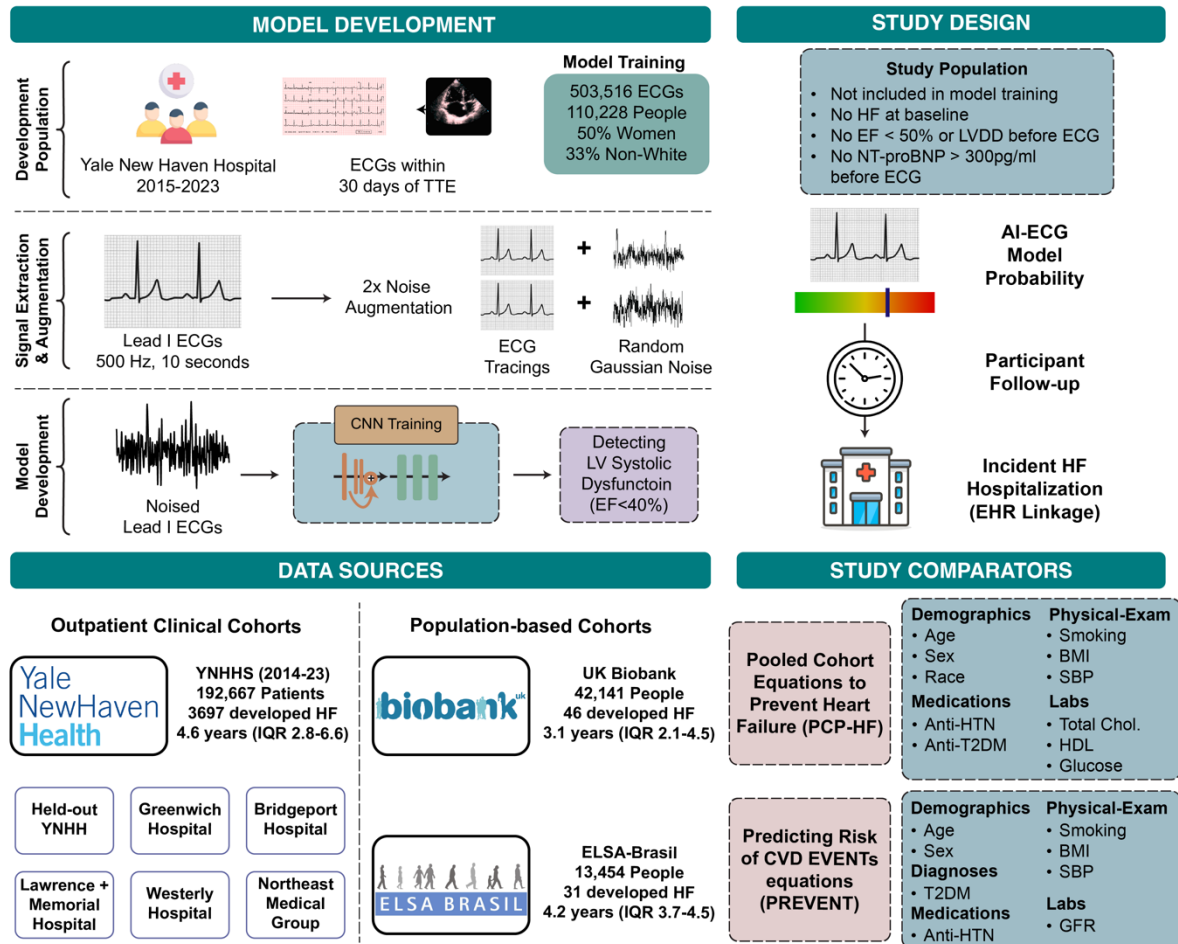 MODEL DEVELOPMENT
Development
Population
Yale New Haven Hospital
2015-2023
ECGs within
30 days of TTE
Model Training
503,516 ECGs
110,228 People
50% Women
33% Non-White
Signal Extraction
& Augmentation
Lead I ECGs
500 Hz, 10 seconds
2x Noise
Augmentation
+
+
ECG
Tracings
Random
Gaussian Noise
Model
Development
Noised
Lead I ECGs
CNN Training
+
Detecting
LV Systolic
Dysfunctoin
(EF<40%)
STUDY DESIGN
Study Population
• Not included in model training
• No HF at baseline
• No EF < 50% or LVDD before ECG
• No NT-proBNP > 300pg/ml
before ECG
AI-ECG
Model
Probability
Participant
Follow-up
Incident HF
Hospitalization
(EHR Linkage)
DATA SOURCES
Outpatient Clinical Cohorts
Yale
NewHaven
Health
YNHHS (2014-23)
192,667 Patients
3697 developed HF
4.6 years (IQR 2.8-6.6)
Held-out
YNHH
Greenwich
Hospital
Bridgeport
Hospital
Lawrence +
Memorial
Hospital
Westerly
Hospital
Northeast
Medical
Group
Population-based Cohorts
biobank uk
UK Biobank
42,141 People
46 developed HF
3.1 years (IQR 2.1-4.5)
ELSA BRASIL
ELSA-Brasil
13,454 People
31 developed HF
4.2 years (IQR 3.7-4.5)
STUDY COMPARATORS
Pooled Cohort
Equations to
Prevent Heart
Failure (PCP-HF)
Demographics
• Age
• Sex
• Race
Medications
• Anti-HTN
• Anti-T2DM
Physical-Exam
• Smoking
• BMI
• SBP
Labs
• Total Chol.
• HDL
• Glucose
Predicting Risk
of CVD EVENTs
equations
(PREVENT)
Demographics
• Age
• Sex
Diagnoses
• T2DM
Medications
• Anti-HTN
Physical-Exam
• Smoking
• BMI
• SBP
Labs
• GFR